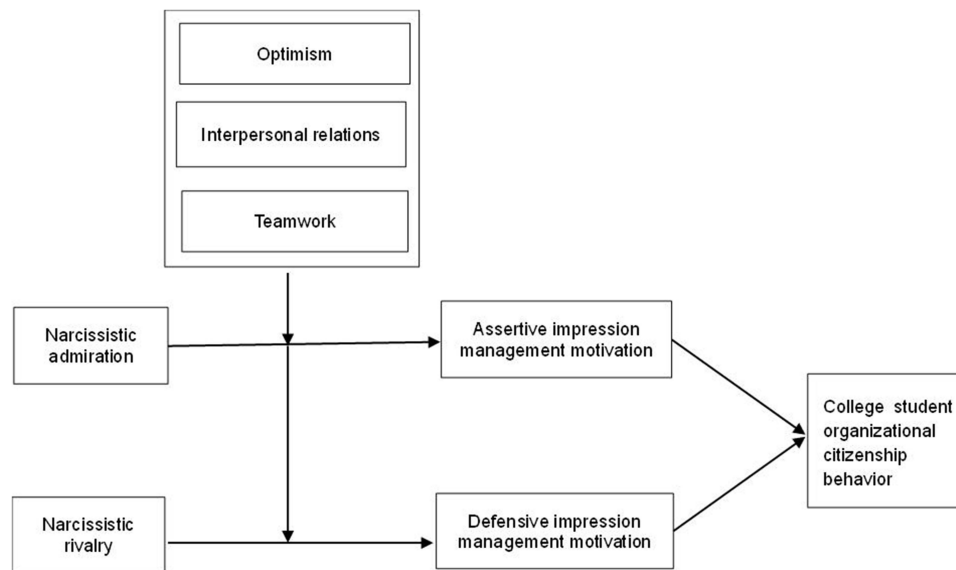 Optimism
Interpersonal relations
Teamwork
Narcissistic
admiration
Assertive impression
management motivation
College student
organizational
citizenship
behavior
Narcissistic
rivalry
Defensive impression
management motivation